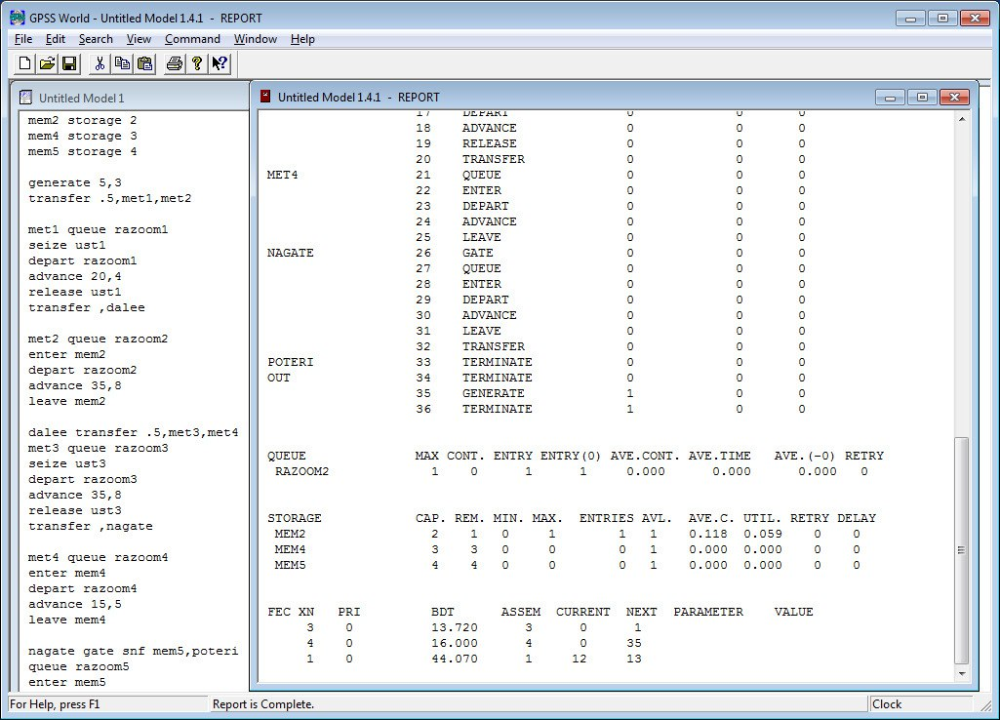 GPSS World - Untitled Model 1.4.1 - REPORT
File Edit Search View Command Window Help
Untitled Model 1
mem2 storage 2
mem4 storage 3
mem5 storage 4
generate 5,3
transfer .5,met1,met2
met1 queue razoom1
seize ust1
depart razoom1
advance 20,4
release ust1
transfer ,dalee
met2 queue razoom2
enter mem2
depart razoom2
advance 35,8
leave mem2
dalee transfer .5,met3,met4
met3 queue razoom3
seize ust3
depart razoom3
advance 35,8
release ust3
transfer ,nagate
met4 queue razoom4
enter mem4
depart razoom4
advance 15,5
leave mem4
nagate gate snf mem5,poteri
queue razoom5
enter mem5
Untitled Model 1.4.1 - REPORT
17 DEPART 0 0 0
18 ADVANCE 0 0 0
19 RELEASE 0 0 0
20 TRANSFER 0 0 0
MET4 21 QUEUE 0 0 0
22 ENTER 0 0 0
23 DEPART 0 0 0
24 ADVANCE 0 0 0
25 LEAVE 0 0 0
NAGATE 26 GATE 0 0 0
27 QUEUE 0 0 0
28 ENTER 0 0 0
29 DEPART 0 0 0
30 ADVANCE 0 0 0
31 LEAVE 0 0 0
32 TRANSFER 0 0 0
POTERI 33 TERMINATE 0 0 0
OUT 34 TERMINATE 0 0 0
35 GENERATE 1 0 0
36 TERMINATE 1 0 0
QUEUE MAX CONT. ENTRY ENTRY(0) AVE.CONT. AVE.TIME AVE.(-0) RETRY
RAZOOM2 1 0 1 1 0.000 0.000 0.000 0
STORAGE CAP. REM. MIN. MAX. ENTRIES AVL. AVE.C. UTIL. RETRY DELAY
MEM2 2 1 0 1 1 1 0.118 0.059 0 0
MEM4 3 3 0 0 0 1 0.000 0.000 0 0
MEM5 4 4 0 0 0 1 0.000 0.000 0 0
FEC XN PRI BDT ASSEM CURRENT NEXT PARAMETER VALUE
3 0 13.720 3 0 1
4 0 16.000 4 0 35
1 0 44.070 1 12 13
For Help, press F1
Report is Complete.
Clock